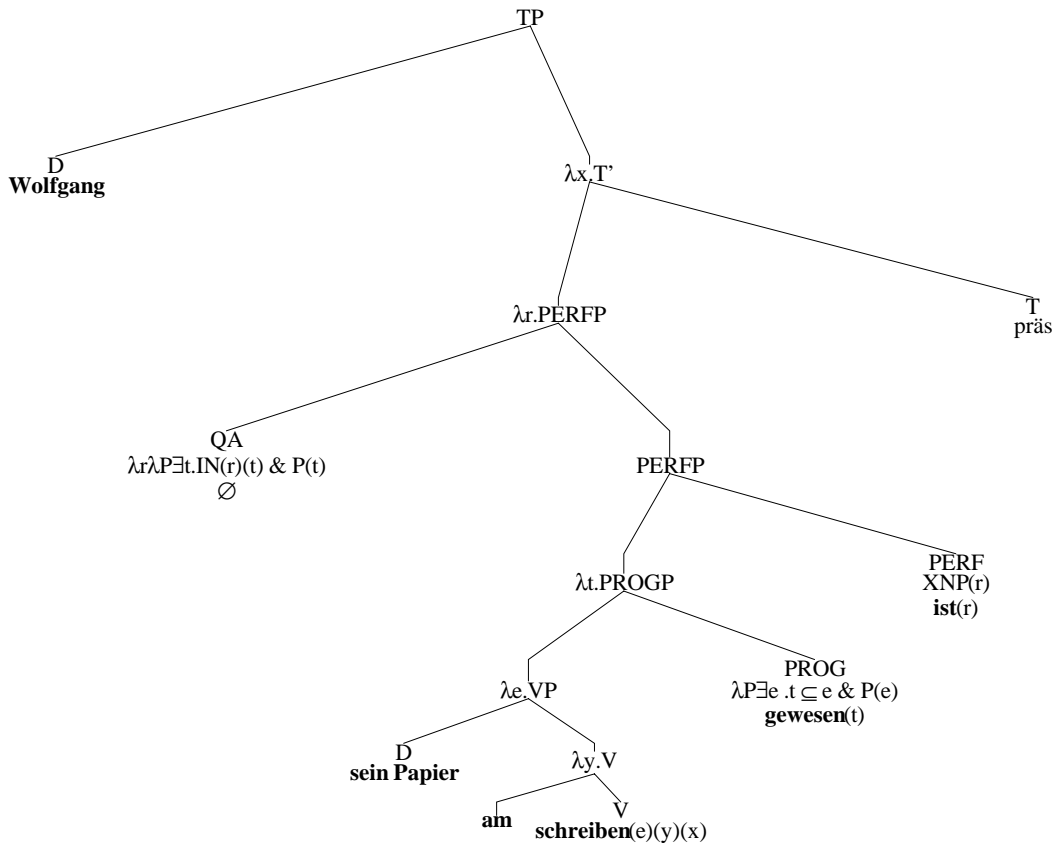 TP
D
Wolfgang
λx.T’
λr.PERFP
T
präs
QA
λrλP∃t.IN(r)(t) & P(t)
∅
PERFP
PERF
XNP(r)
ist(r)
λt.PROGP
PROG
λP∃e .t ⊆ e & P(e)
gewesen(t)
λe.VP
D
sein Papier
λy.V
am
V
schreiben(e)(y)(x)